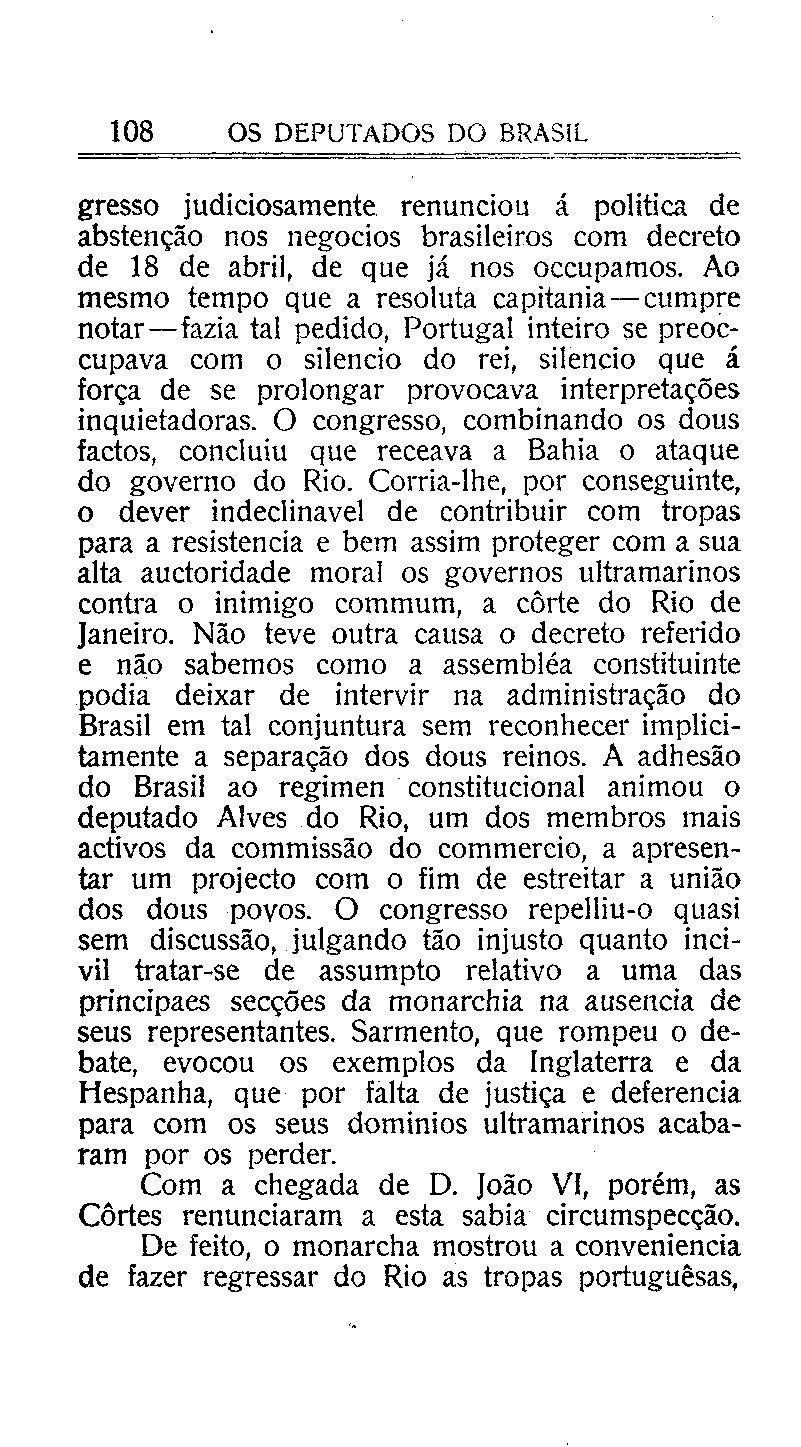 108 OS DEPUTADOS DO BRASIL
gresso judiciosamente renunciou á politica de
abstenção nos negocios brasileiros com decreto
de 18 de abril, de que já nos occupamos. Ao
mesmo tempo que a resoluta capitania—cumpre
notar—fazia tal pedido, Portugal inteiro se preoc-
cupava com o silencio do rei, silencio que á
força de se prolongar provocava interpretações
inquietadoras. O congresso, combinando os dous
factos, concluiu que receava a Bahia o ataque
do governo do Rio. Corria-lhe, por conseguinte,
o dever indeclinavel de contribuir com tropas
para a resistencia e bem assim proteger com a sua
alta auctoridade moral os governos ultramarinos
contra o inimigo commum, a côrte do Rio de
Janeiro. Não teve outra causa o decreto referido
e não sabemos como a assembléa constituinte
podia deixar de intervir na administração do
Brasil em tal conjuntura sem reconhecer implici-
tamente a separação dos dous reinos. A adhesão
do Brasil ao regimen constitucional animou o
deputado Alves do Rio, um dos membros mais
activos da commissão do commercio, a apresen-
tar um projecto com o fim de estreitar a união
dos dous povos. O congresso repelliu-o quasi
sem discussão, julgando tão injusto quanto inci-
vil tratar-se de assumpto relativo a uma das
principaes secções da monarchia na ausencia de
seus representantes. Sarmento, que rompeu o de-
bate, evocou os exemplos da Inglaterra e da
Hespanha, que por falta de justiça e deferencia
para com os seus dominios ultramarinos acaba-
ram por os perder.
Com a chegada de D. João VI, porém, as
Côrtes renunciaram a esta sabia circumspecção.
De feito, o monarcha mostrou a conveniencia
de fazer regressar do Rio as tropas portuguêsas,